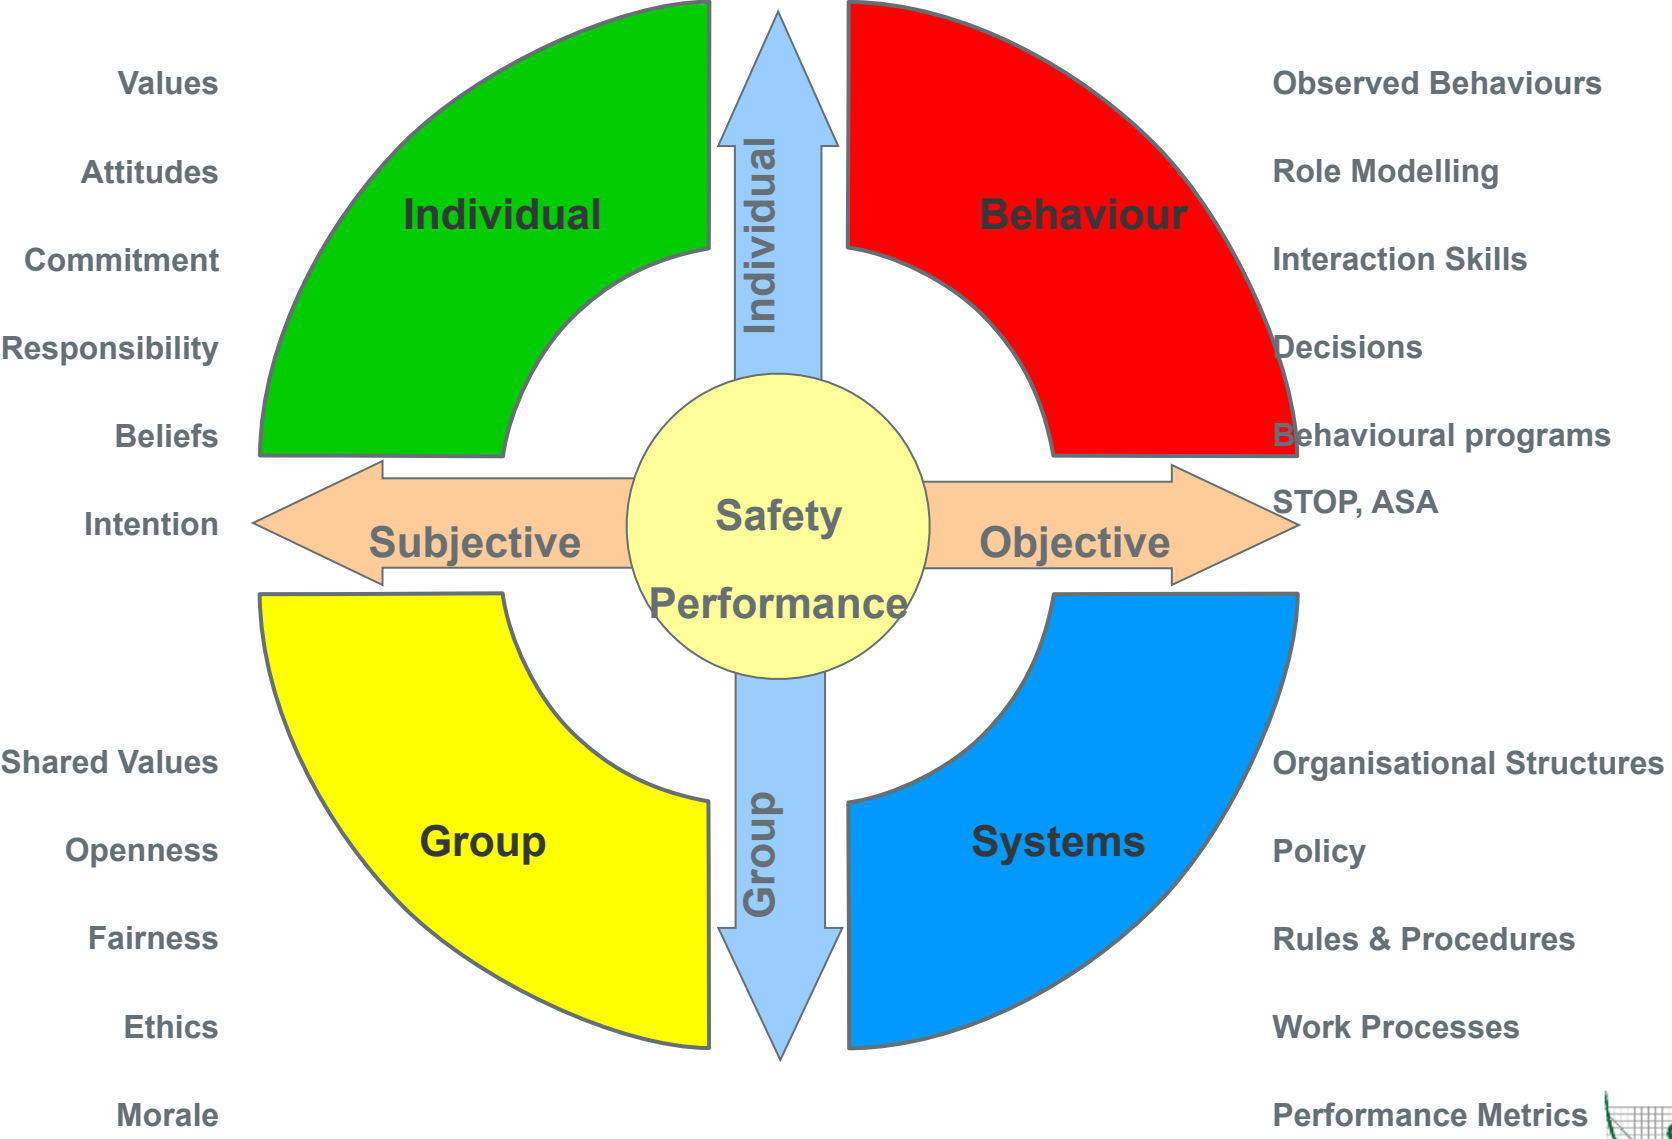 Values
Attitudes
Commitment
Responsibility
Beliefs
Intention
Individual
Individual
Behaviour
Observed Behaviours
Role Modelling
Interaction Skills
Decisions
Behavioural programs
STOP, ASA
Subjective
Safety
Performance
Objective
Shared Values
Openness
Fairness
Ethics
Morale
Group
Group
Systems
Organisational Structures
Policy
Rules & Procedures
Work Processes
Performance Metrics